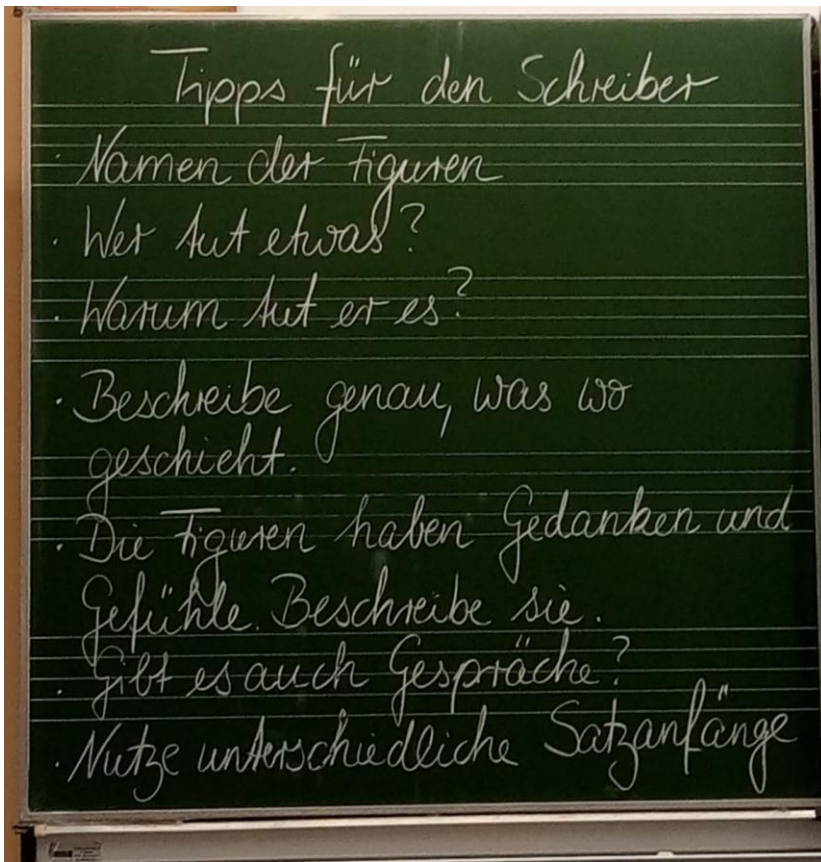 Tipps für den Schreiber
· Namen der Figuren
· Wer tut etwas?
· Warum tut er es?
· Beschreibe genau, was wo
geschieht.
· Die Figuren haben Gedanken und
Gefühle. Beschreibe sie.
· Gibt es auch Gespräche?
· Nutze unterschiedliche Satzanfänge